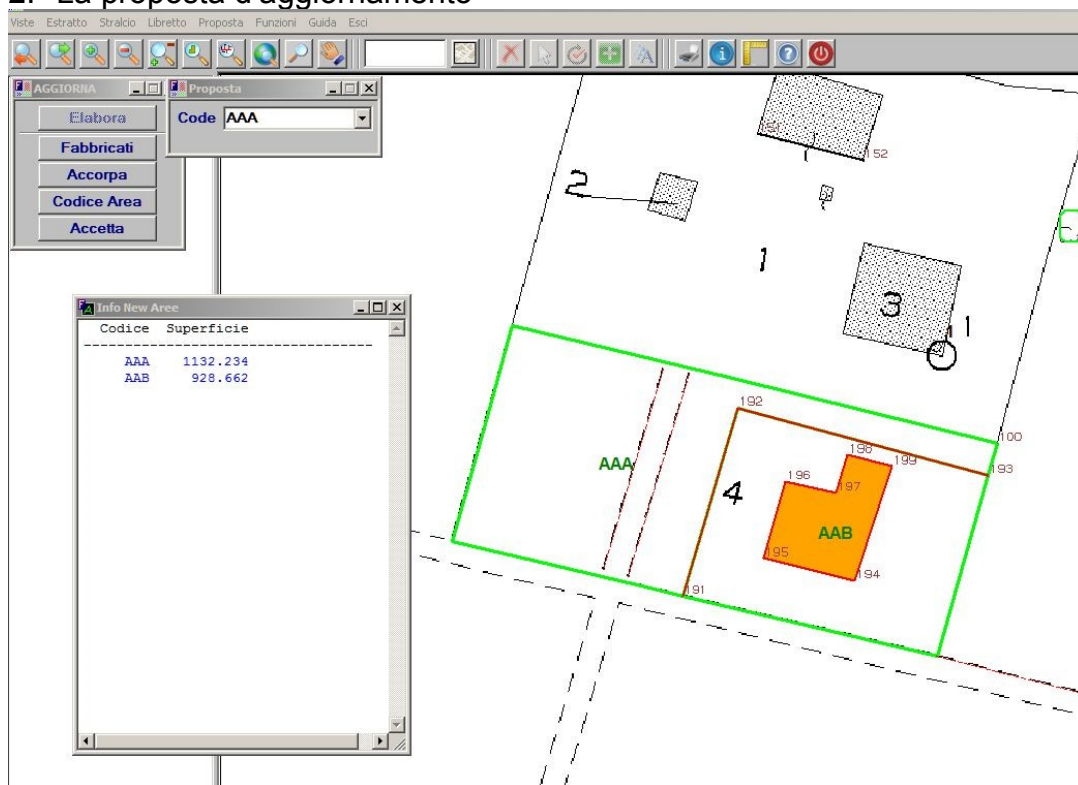 2. La proposta d'aggiornamento
Viste Estratto Stralcio Libretto Proposta Funzioni Guida Esci
AGGIORNA
Elabora
Fabbricati
Accorpa
Codice Area
Accetta
Proposta
Code AAA
Info New Aree
Codice Superficie
AAA 1132.234
AAB 928.662
151
152
2
1
3
1
100
192
193
198
199
AAA
196
197
4
AAB
195
194
191